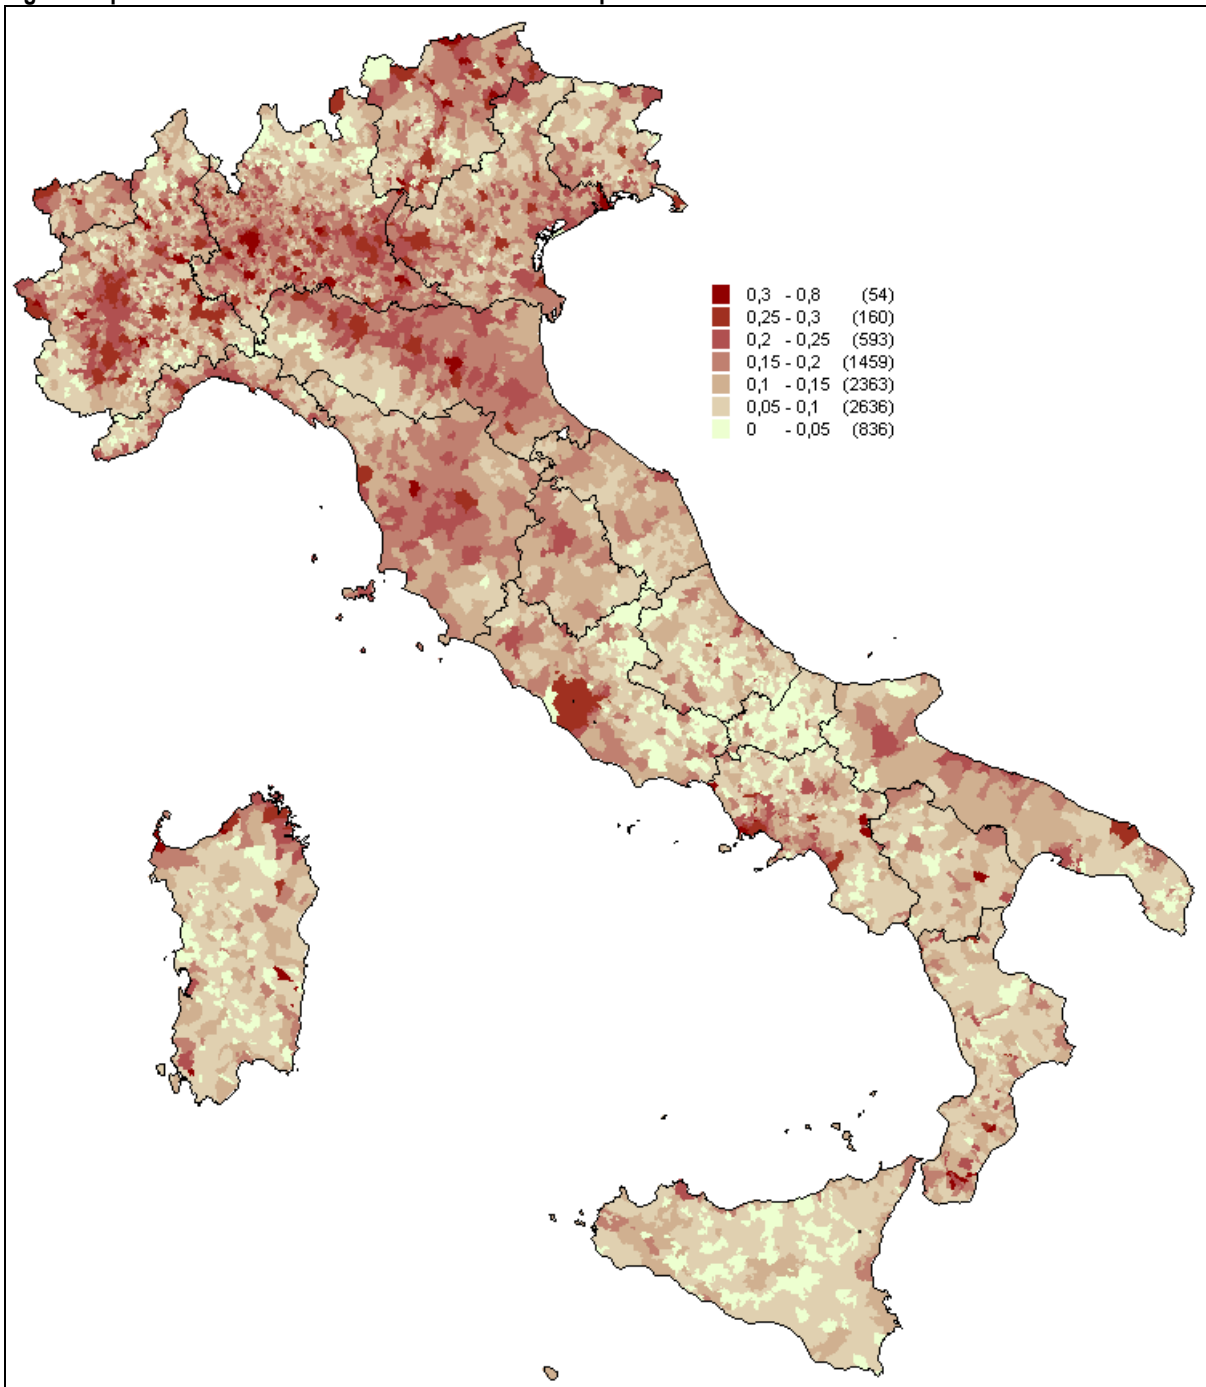 0,3 - 0,8 (54)
0,25 - 0,3 (160)
0,2 - 0,25 (593)
0,15 - 0,2 (1459)
0,1 - 0,15 (2363)
0,05 - 0,1 (2636)
0 - 0,05 (836)